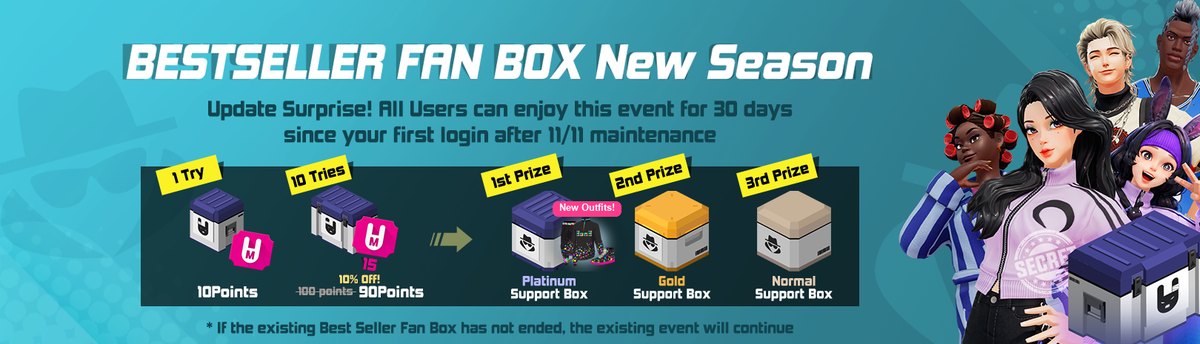 BESTSELLER FAN BOX New Season
Update Surprise! All Users can enjoy this event for 30 days
since your first login after 11/11 maintenance
1 Try
10 Tries
1st Prize
2nd Prize
3rd Prize
New Outfits!
M
M
15
10% Off!
10Points
100 points 90Points
Platinum
Support Box
Gold
Support Box
Normal
Support Box
SECRET
* If the existing Best Seller Fan Box has not ended, the existing event will continue